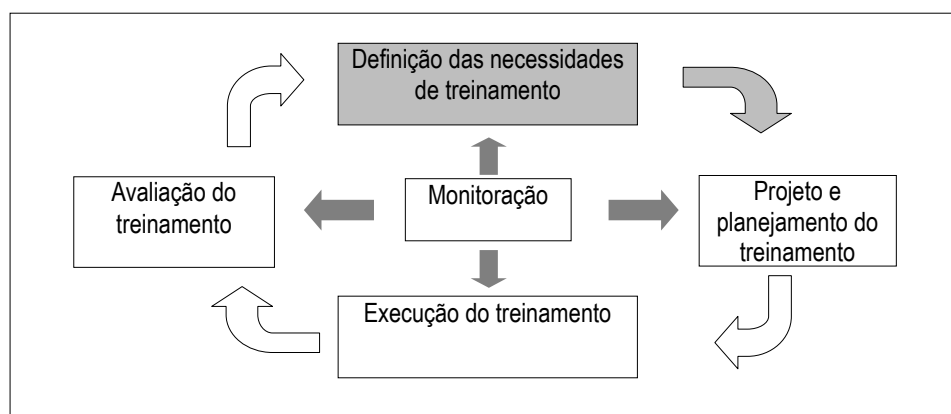 Definição das necessidades
de treinamento
Avaliação do
treinamento
Monitoração
Projeto e
planejamento do
treinamento
Execução do treinamento